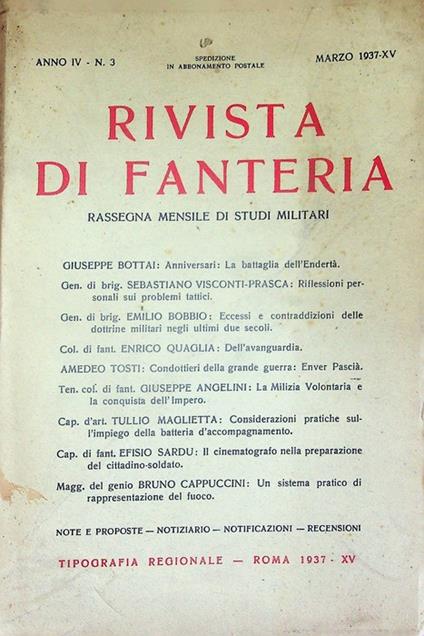 ANNO IV - N. 3
SPEDIZIONE
IN ABBONAMENTO POSTALE
MARZO 1937-XV
RIVISTA
DI FANTERIA
RASSEGNA MENSILE DI STUDI MILITARI
GIUSEPPE BOTTAI: Anniversari: La battaglia dell'Endertà.
Gen. di brig. SEBASTIANO VISCONTI-PRASCA: Riflessioni per-
sonali sui problemi tattici.
Gen. di brig. EMILIO BOBBIO: Eccessi e contraddizioni delle
dottrine militari negli ultimi due secoli.
Col. di fant. ENRICO QUAGLIA: Dell'avanguardia.
AMEDEO TOSTI: Condottieri della grande guerra: Enver Pascià.
Ten. col. di fant. GIUSEPPE ANGELINI: La Milizia Volontaria e
la conquista dell'Impero.
Cap. d'art. TULLIO MAGLIETTA: Considerazioni pratiche sul-
l'impiego della batteria d'accompagnamento.
Cap. di fant. EFISIO SARDU: Il cinematografo nella preparazione
del cittadino-soldato.
Magg. del genio BRUNO CAPPUCCINI: Un sistema pratico di
rappresentazione del fuoco.
NOTE E PROPOSTE — NOTIZIARIO — NOTIFICAZIONI — RECENSIONI
TIPOGRAFIA REGIONALE — ROMA 1937 - XV